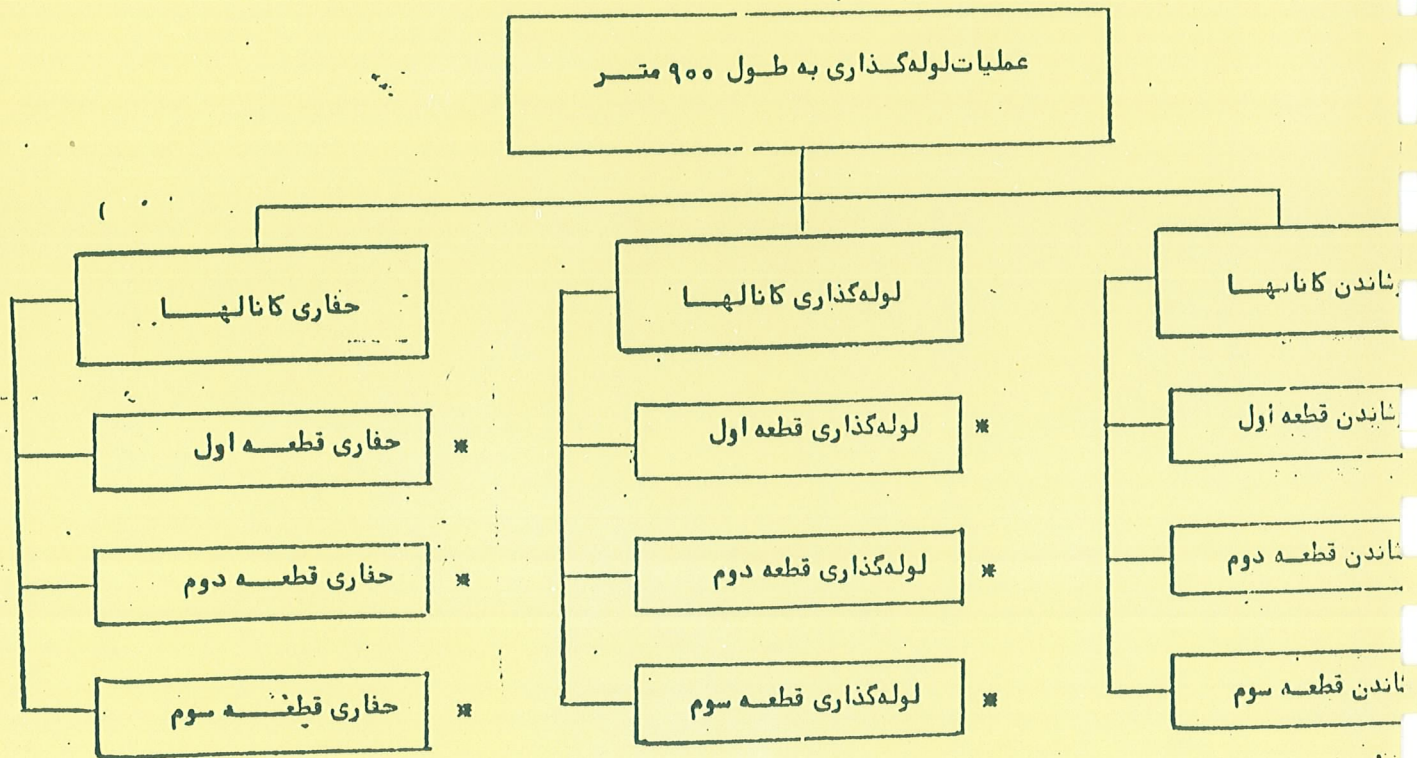 عملیات لوله‌گذاری به طول ۹۰۰ متر
کانالها
لوله‌گذاری کانالها
حفاری کانالها
قطعه اول
* لوله‌گذاری قطعه اول
* حفاری قطعه اول
قطعه دوم
* لوله‌گذاری قطعه دوم
* حفاری قطعه دوم
قطعه سوم
* لوله‌گذاری قطعه سوم
* حفاری قطعه سوم